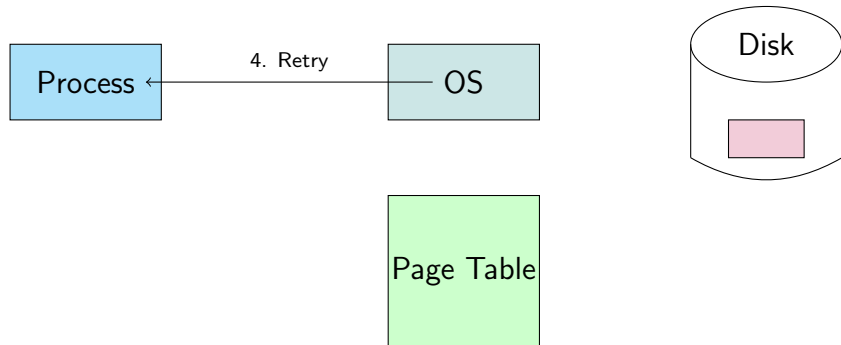 Process
4. Retry
OS
Disk
Page Table